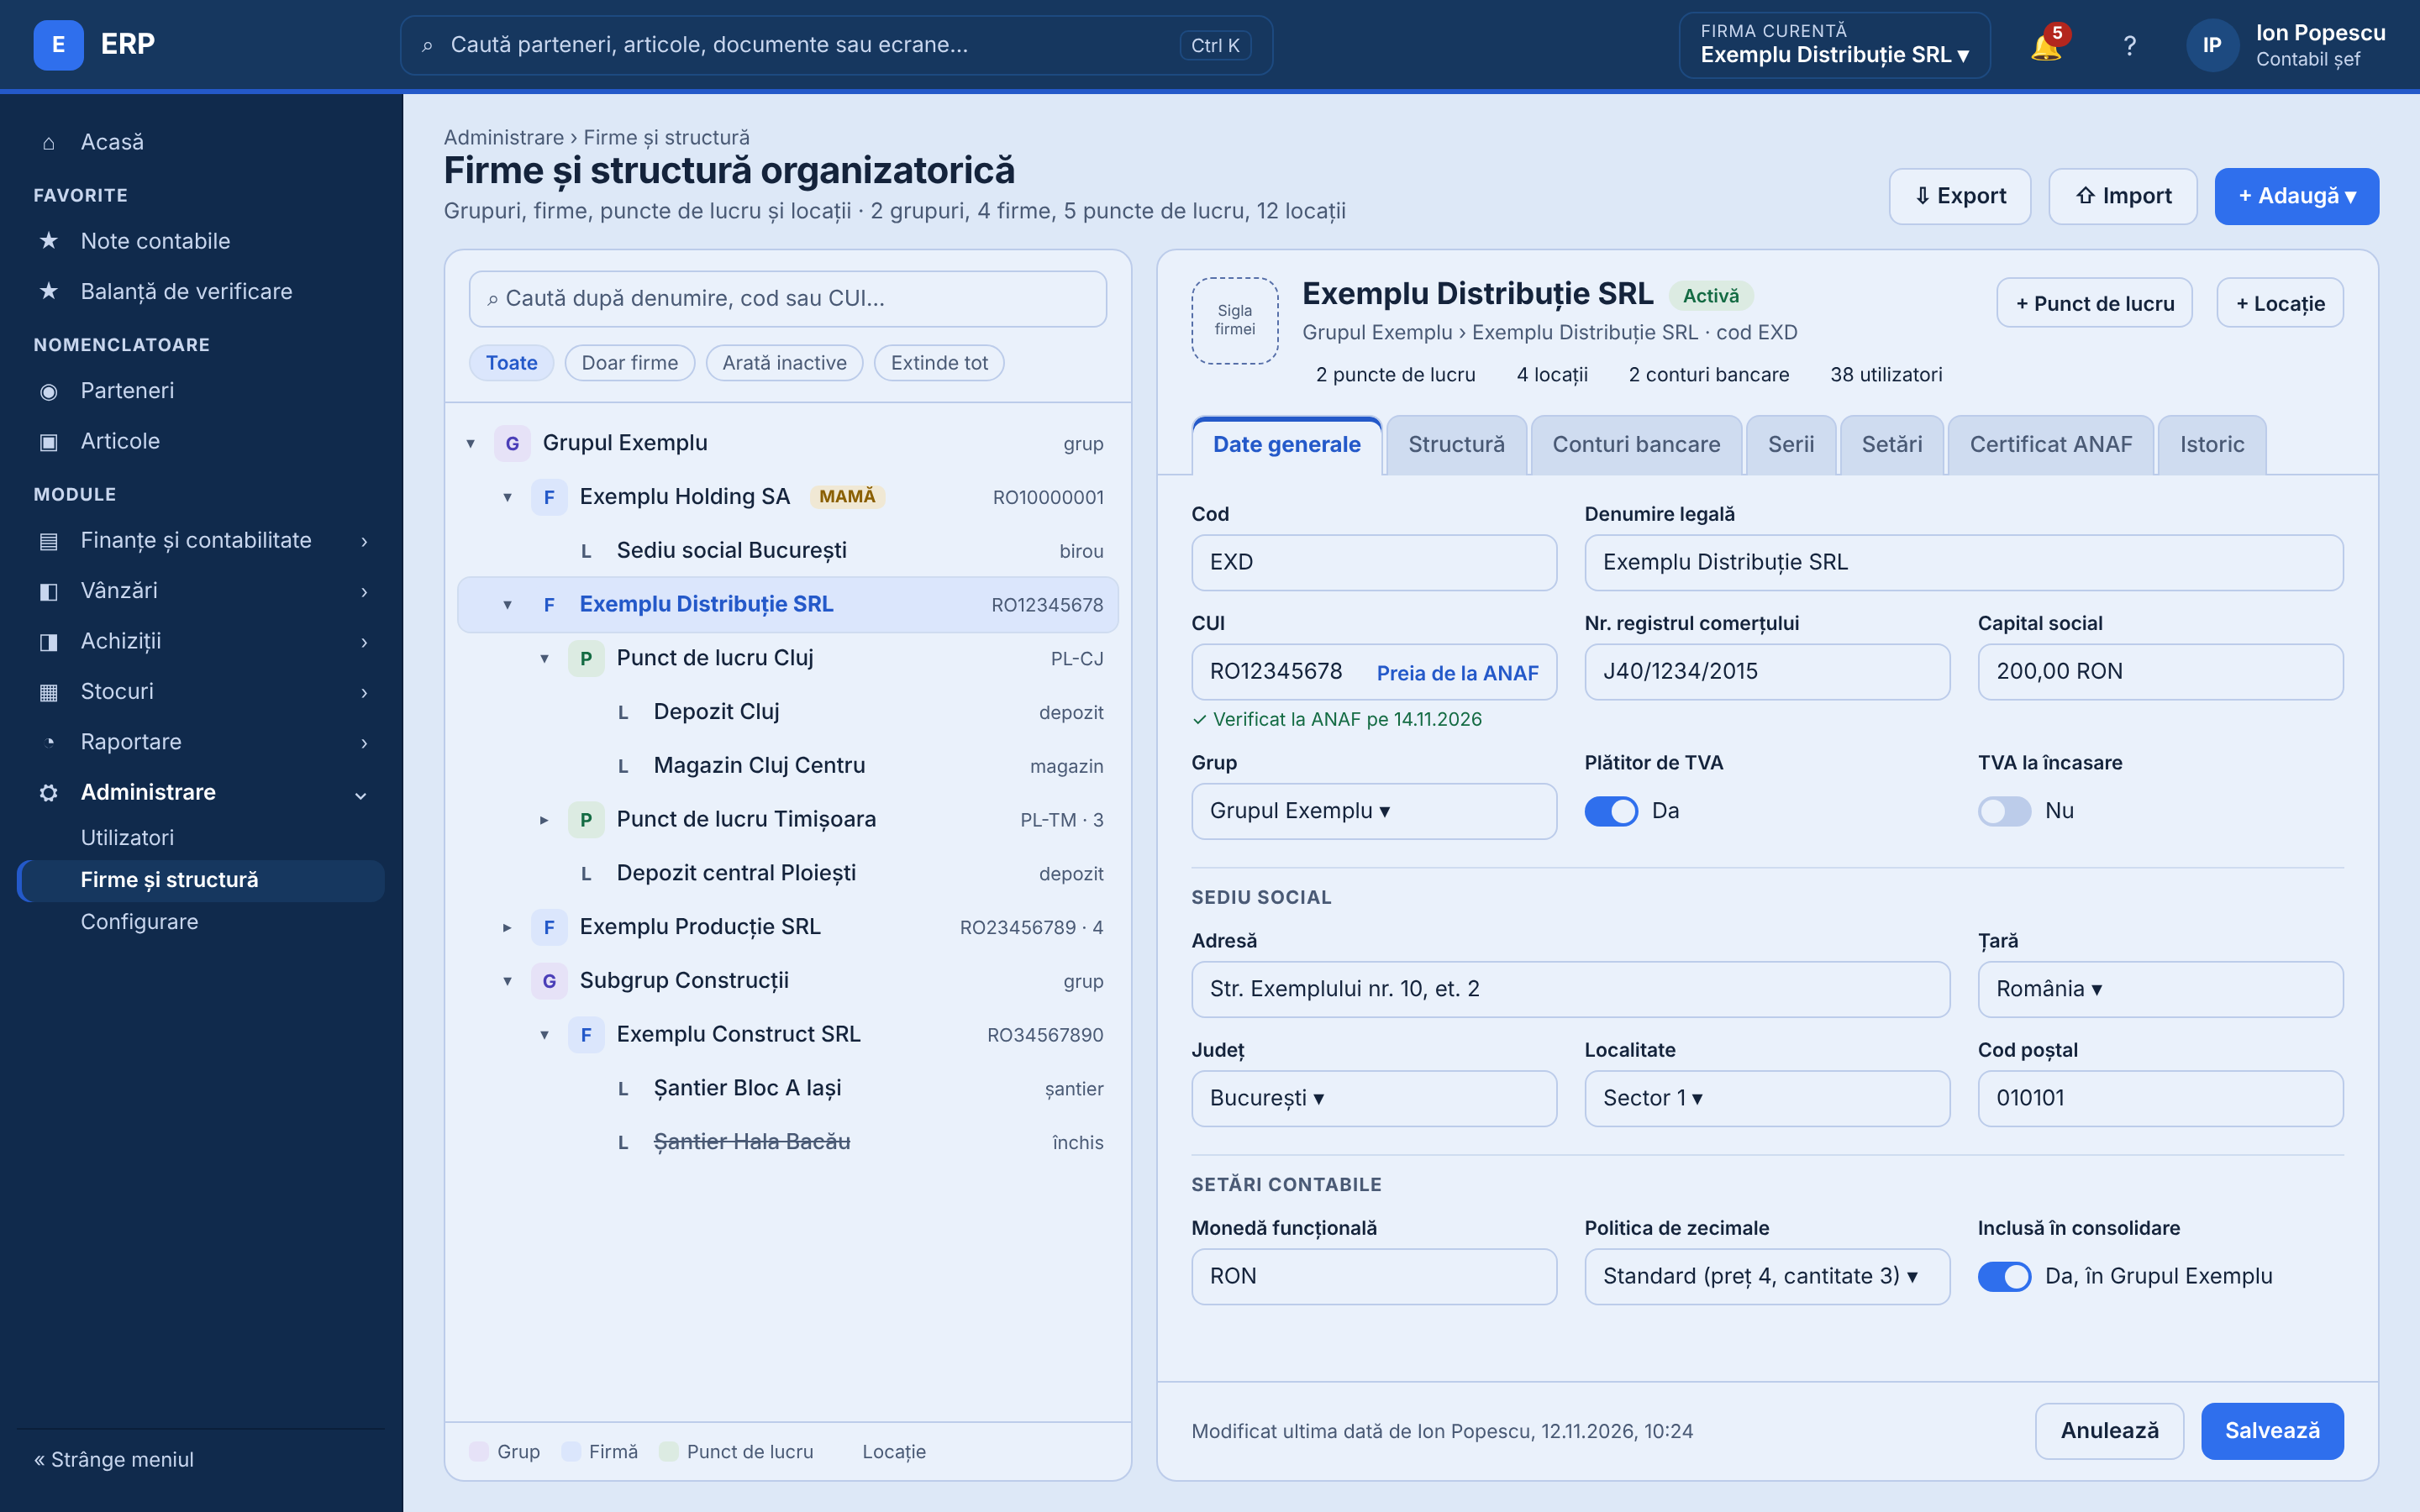 E ERP
Caută parteneri, articole, documente sau ecrane... Ctrl K
FIRMA CURENTĂ
Exemplu Distribuție SRL ▾
5
?
IP
Ion Popescu
Contabil șef
Acasă
FAVORITE
★ Note contabile
★ Balanță de verificare
NOMENCLATOARE
Parteneri
Articole
MODULE
Finanțe și contabilitate ›
Vânzări ›
Achiziții ›
Stocuri ›
Raportare ›
Administrare
Utilizatori
Firme și structură
Configurare
« Strânge meniul
Administrare › Firme și structură
Firme și structură organizatorică
Grupuri, firme, puncte de lucru și locații · 2 grupuri, 4 firme, 5 puncte de lucru, 12 locații
⇩ Export
⇧ Import
+ Adaugă ▾
Caută după denumire, cod sau CUI...
Toate
Doar firme
Arată inactive
Extinde tot
▾ G Grupul Exemplu grup
▾ F Exemplu Holding SA MAMĂ RO10000001
L Sediu social București birou
▾ F Exemplu Distribuție SRL RO12345678
▾ P Punct de lucru Cluj PL-CJ
L Depozit Cluj depozit
L Magazin Cluj Centru magazin
▸ P Punct de lucru Timișoara PL-TM · 3
L Depozit central Ploiești depozit
▸ F Exemplu Producție SRL RO23456789 · 4
▾ G Subgrup Construcții grup
▾ F Exemplu Construct SRL RO34567890
L Șantier Bloc A Iași șantier
L Șantier Hala Bacău închis
Grup Firmă Punct de lucru Locație
Sigla
firmei
Exemplu Distribuție SRL Activă
Grupul Exemplu › Exemplu Distribuție SRL · cod EXD
2 puncte de lucru 4 locații 2 conturi bancare 38 utilizatori
+ Punct de lucru
+ Locație
Date generale Structură Conturi bancare Serii Setări Certificat ANAF Istoric
Cod Denumire legală
EXD Exemplu Distribuție SRL
CUI Nr. registrul comerțului Capital social
RO12345678 Preia de la ANAF J40/1234/2015 200,00 RON
✓ Verificat la ANAF pe 14.11.2026
Grup Plătitor de TVA TVA la încasare
Grupul Exemplu ▾ Da Nu
SEDIU SOCIAL
Adresă Țară
Str. Exemplului nr. 10, et. 2 România ▾
Județ Localitate Cod poștal
București ▾ Sector 1 ▾ 010101
SETĂRI CONTABILE
Monedă funcțională Politica de zecimale Inclusă în consolidare
RON Standard (preț 4, cantitate 3) ▾ Da, în Grupul Exemplu
Modificat ultima dată de Ion Popescu, 12.11.2026, 10:24
Anulează
Salvează